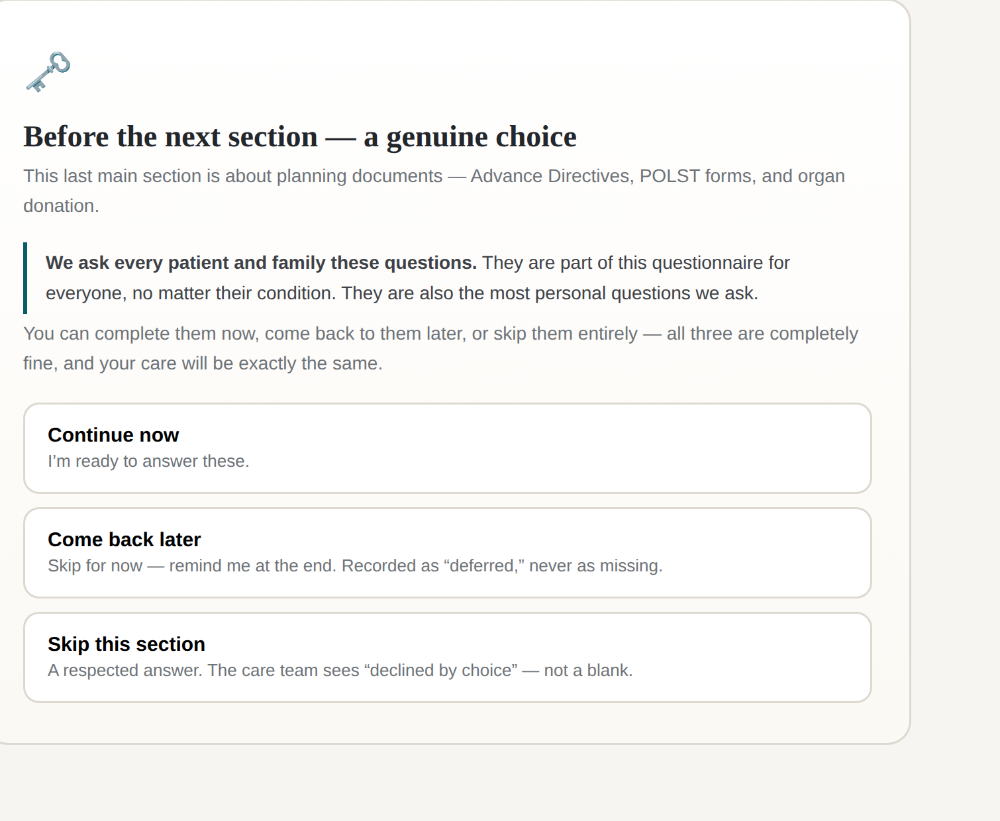 Before the next section — a genuine choice
This last main section is about planning documents — Advance Directives, POLST forms, and organ
donation.
We ask every patient and family these questions. They are part of this questionnaire for
everyone, no matter their condition. They are also the most personal questions we ask.
You can complete them now, come back to them later, or skip them entirely — all three are completely
fine, and your care will be exactly the same.
Continue now
I’m ready to answer these.
Come back later
Skip for now — remind me at the end. Recorded as “deferred,” never as missing.
Skip this section
A respected answer. The care team sees “declined by choice” — not a blank.